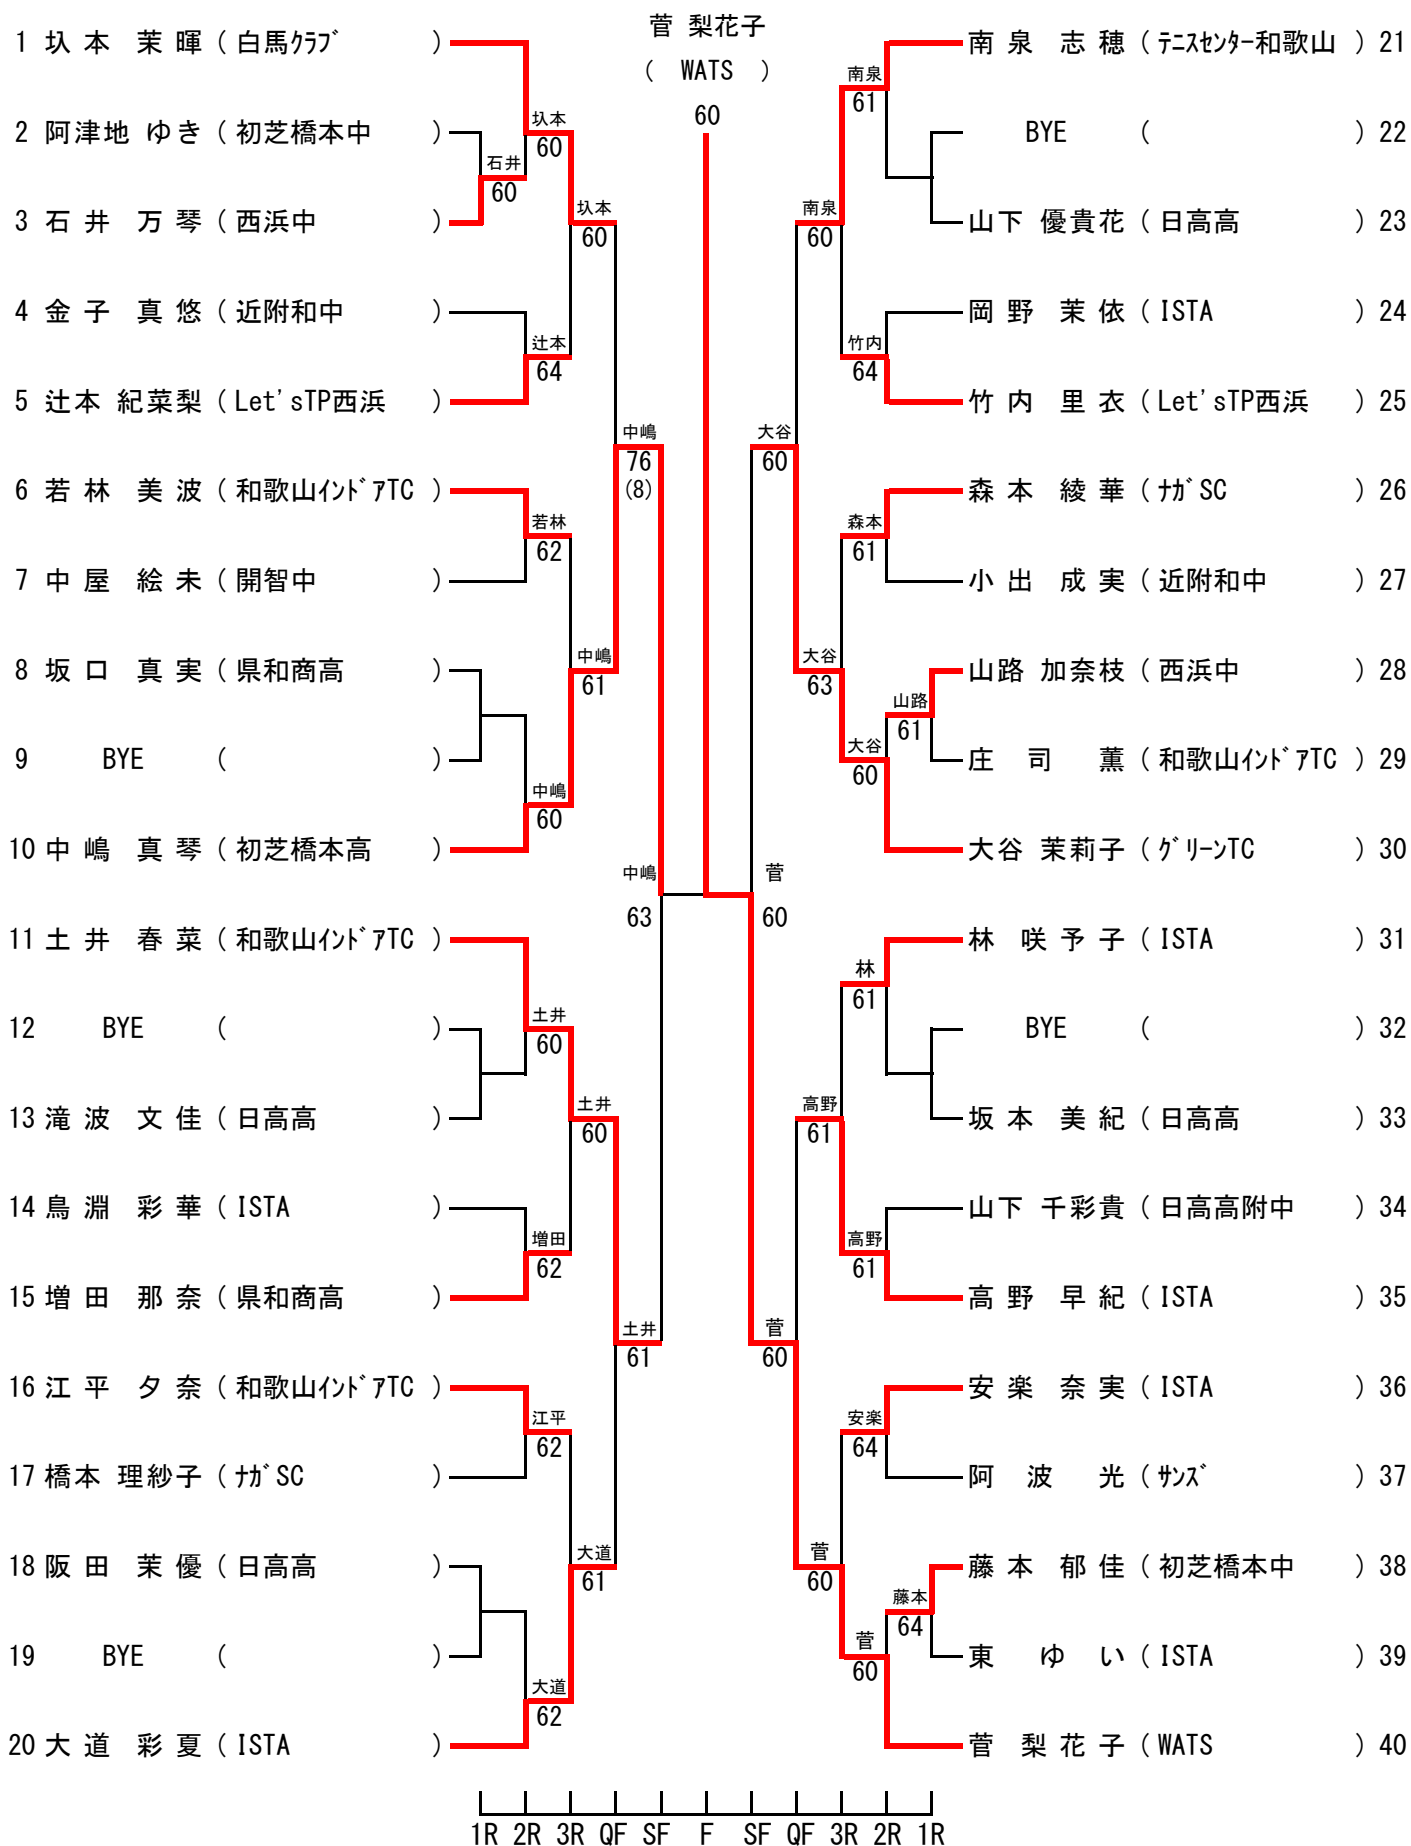 菅 梨花子
( WATS )
60
1 圦本 茉暉 ( 白馬ｸﾗﾌﾞ )
2 阿津地 ゆき ( 初芝橋本中 )
3 石井 万琴 ( 西浜中 )
4 金子 真悠 ( 近附和中 )
5 辻本 紀菜梨 ( Let'sTP西浜 )
6 若林 美波 ( 和歌山ｲﾝﾄﾞｱTC )
7 中屋 絵未 ( 開智中 )
8 坂口 真実 ( 県和商高 )
9 BYE ( )
10 中嶋 真琴 ( 初芝橋本高 )
11 土井 春菜 ( 和歌山ｲﾝﾄﾞｱTC )
12 BYE ( )
13 滝波 文佳 ( 日高高 )
14 鳥淵 彩華 ( ISTA )
15 増田 那奈 ( 県和商高 )
16 江平 夕奈 ( 和歌山ｲﾝﾄﾞｱTC )
17 橋本 理紗子 ( ﾅｶﾞSC )
18 阪田 茉優 ( 日高高 )
19 BYE ( )
20 大道 彩夏 ( ISTA )
石井
60
圦本
60
辻本
64
若林
62
中嶋
60
土井
60
増田
62
江平
62
大道
62
圦本
60
中嶋
61
土井
60
大道
61
中嶋
76
(8)
土井
61
中嶋
63
菅
60
大谷
60
菅
60
南泉
60
大谷
63
高野
61
菅
60
南泉
61
竹内
64
森本
61
大谷
60
林
61
高野
61
安楽
64
菅
60
山路
61
藤本
64
南泉 志穂 ( ﾃﾆｽｾﾝﾀｰ和歌山 ) 21
BYE ( ) 22
山下 優貴花 ( 日高高 ) 23
岡野 茉依 ( ISTA ) 24
竹内 里衣 ( Let'sTP西浜 ) 25
森本 綾華 ( ﾅｶﾞSC ) 26
小出 成実 ( 近附和中 ) 27
山路 加奈枝 ( 西浜中 ) 28
庄司 薫 ( 和歌山ｲﾝﾄﾞｱTC ) 29
大谷 茉莉子 ( ｸﾞﾘｰﾝTC ) 30
林 咲予子 ( ISTA ) 31
BYE ( ) 32
坂本 美紀 ( 日高高 ) 33
山下 千彩貴 ( 日高高附中 ) 34
高野 早紀 ( ISTA ) 35
安楽 奈実 ( ISTA ) 36
阿波 光 ( ｻﾝｽﾞ ) 37
藤本 郁佳 ( 初芝橋本中 ) 38
東 ゆい ( ISTA ) 39
菅 梨花子 ( WATS ) 40
1R 2R 3R QF SF F SF QF 3R 2R 1R